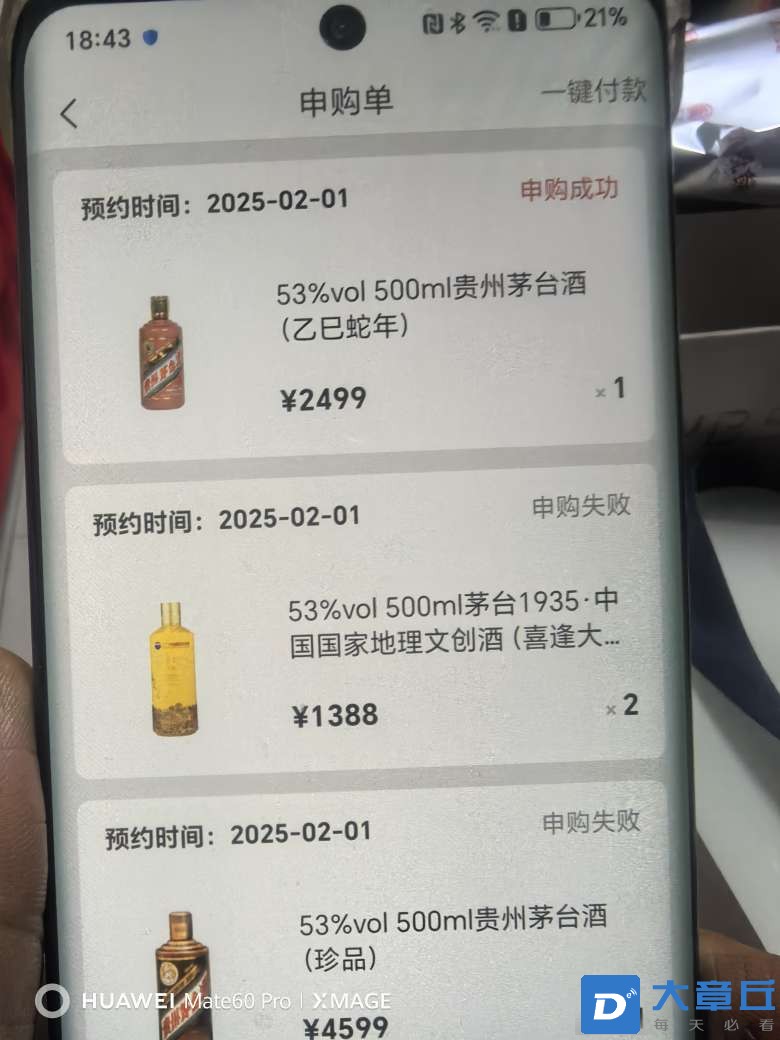 18:43
21%
申购单
一键付款
预约时间：2025-02-01
申购成功
53%vol 500ml贵州茅台酒
（乙巳蛇年）
¥2499
×1
预约时间：2025-02-01
申购失败
53%vol 500ml茅台1935·中
国国家地理文创酒（喜逢大...
¥1388
×2
预约时间：2025-02-01
申购失败
53%vol 500ml贵州茅台酒
（珍品）
¥4599
HUAWEI Mate60 Pro | XMAGE
大章丘
每天必看